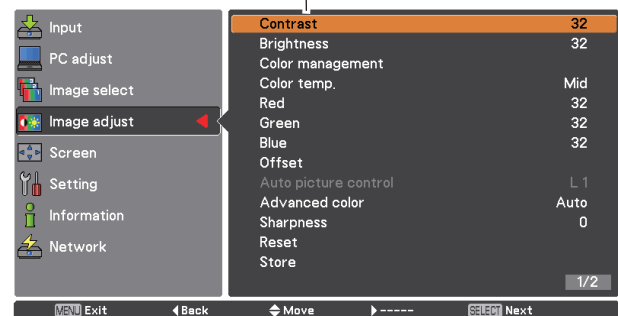 Input
PC adjust
Image select
Image adjust
Screen
Setting
Information
Network
Contrast 32
Brightness 32
Color management
Color temp. Mid
Red 32
Green 32
Blue 32
Offset
Auto picture control L 1
Advanced color Auto
Sharpness 0
Reset
Store
1/2
MENU Exit Back Move ----- SELECT Next